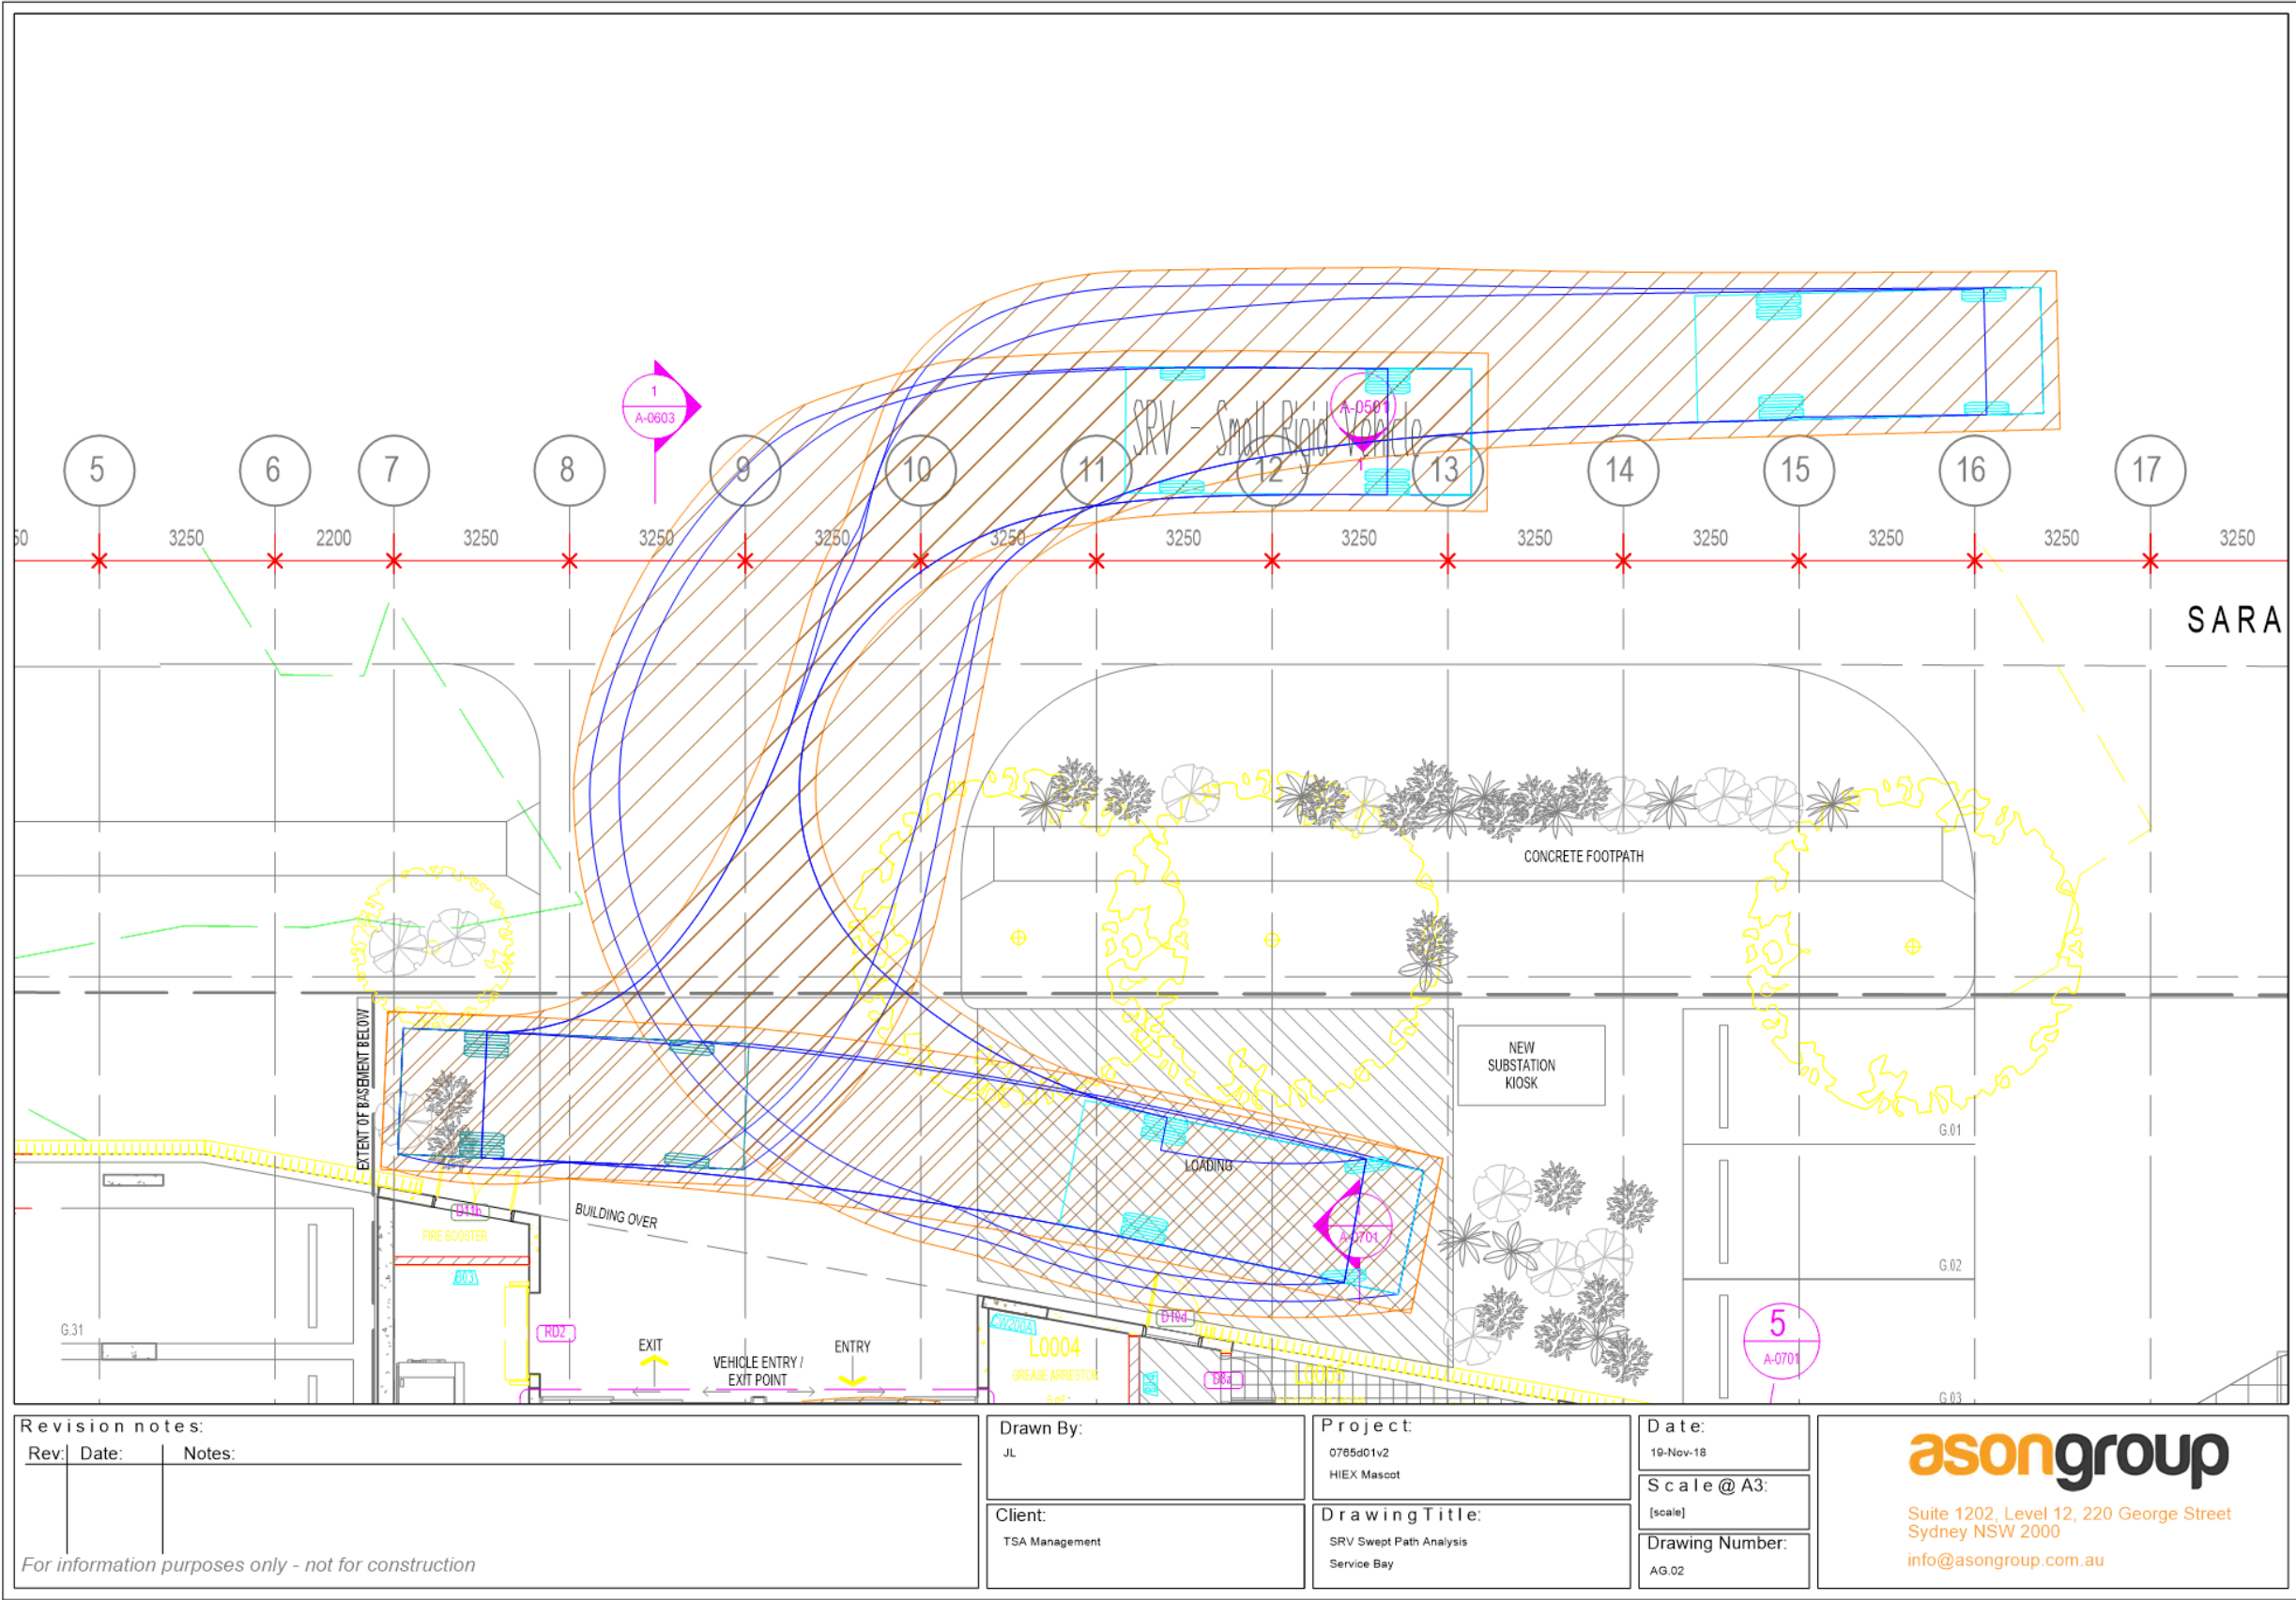 1
A-0603
SRV - Small Rigid Vehicle
A-0501
1
5
6
7
8
9
10
11
12
13
14
15
16
17
50
3250
2200
3250
3250
3250
3250
3250
3250
3250
3250
3250
3250
3250
SARA
CONCRETE FOOTPATH
EXTENT OF BASEMENT BELOW
NEW
SUBSTATION
KIOSK
LOADING
G.01
BUILDING OVER
D11b
FIRE BOOSTER
B03
1
A-0701
G.02
G.31
RD2
EXIT
VEHICLE ENTRY /
EXIT POINT
ENTRY
CW200A
L0004
GREASE ARRESTOR
D10d
D3a
L0005
5
A-0701
G.03
Revision notes:
Rev: Date: Notes:
For information purposes only - not for construction
Drawn By:
JL
Client:
TSA Management
Project:
0765d01v2
HIEX Mascot
Drawing Title:
SRV Swept Path Analysis
Service Bay
Date:
19-Nov-18
Scale @ A3:
[scale]
Drawing Number:
AG.02
asongroup
Suite 1202, Level 12, 220 George Street
Sydney NSW 2000
info@asongroup.com.au